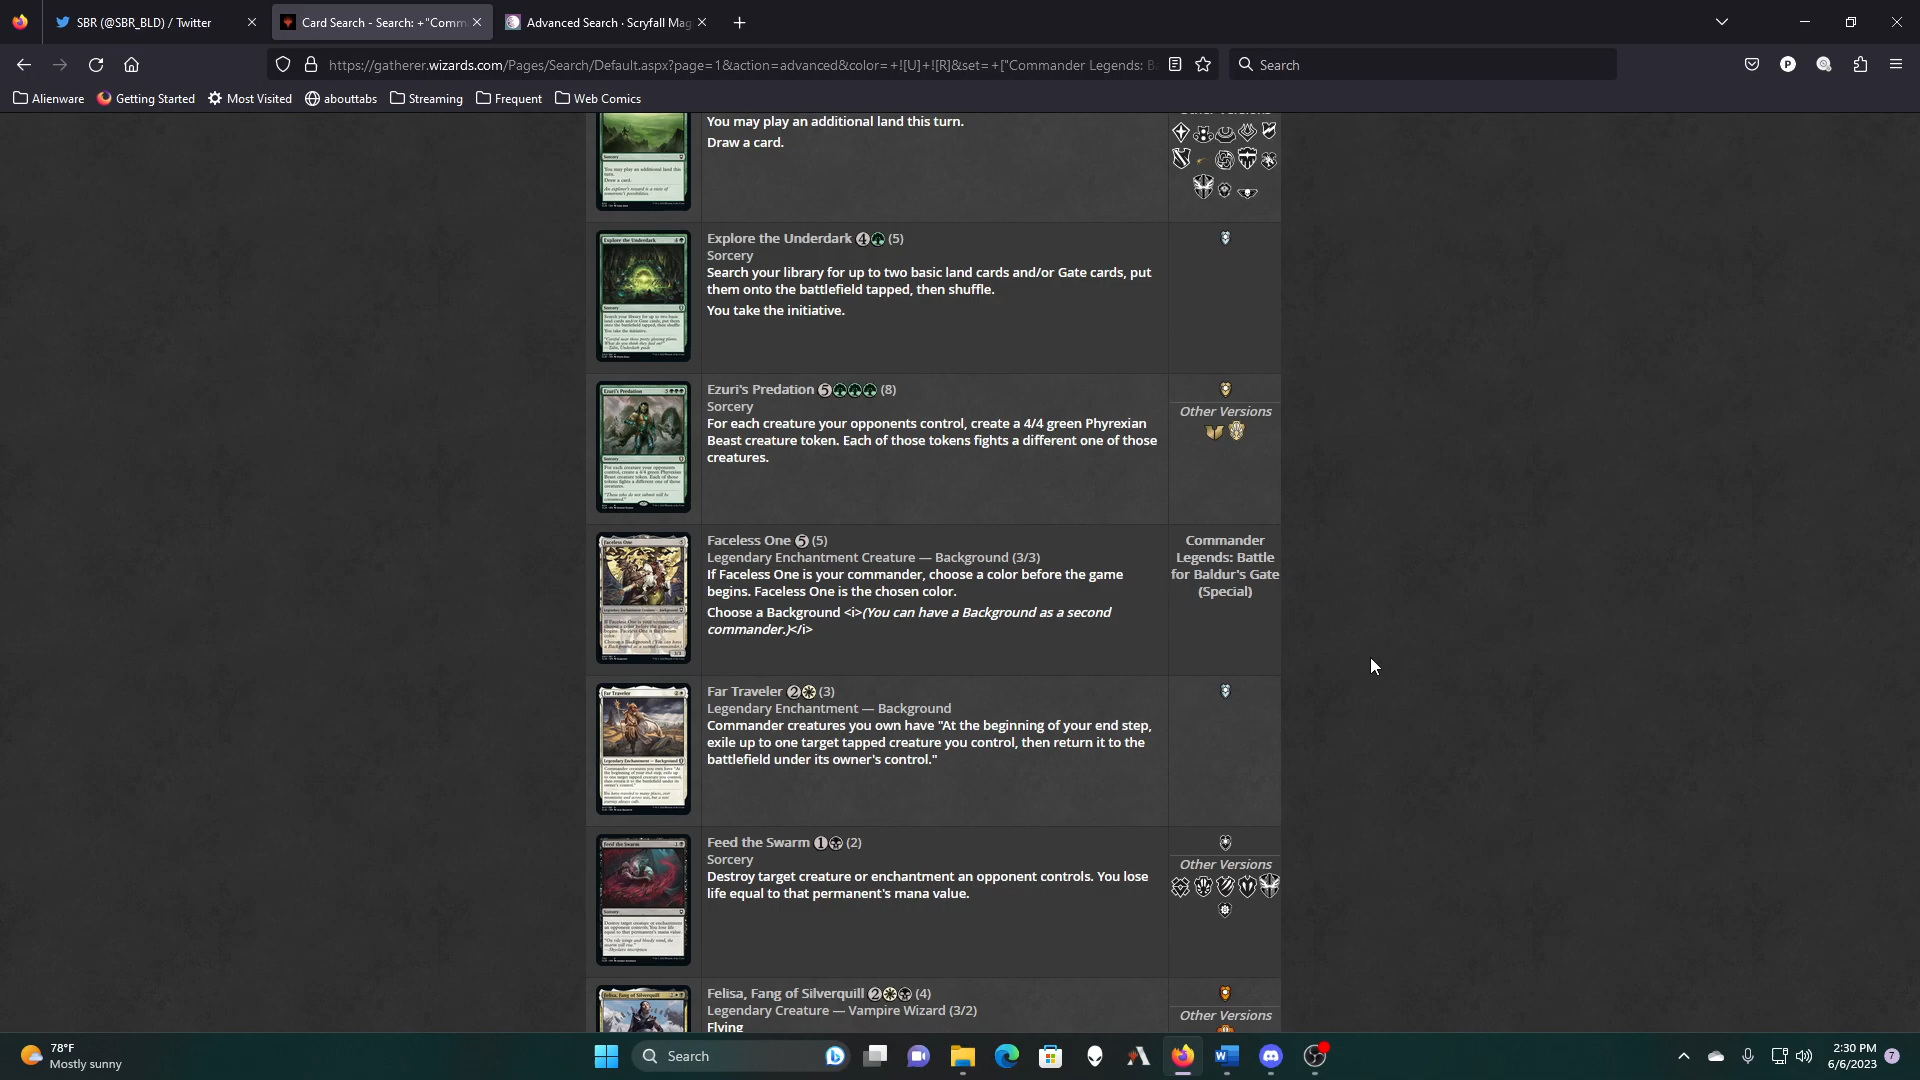 SBR (@SBR_BLD) / Twitter
Card Search - Search: +"Comm
Advanced Search · Scryfall Mag
https://gatherer.wizards.com/Pages/Search/Default.aspx?page=1&action=advanced&color=+![U]+![R]&set=+["Commander Legends: Ba
Search
Alienware
Getting Started
Most Visited
abouttabs
Streaming
Frequent
Web Comics
You may play an additional land this turn.
Draw a card.
Explore the Underdark 4 (5)
Sorcery
Search your library for up to two basic land cards and/or Gate cards, put
them onto the battlefield tapped, then shuffle.
You take the initiative.
Ezuri's Predation 5 (8)
Sorcery
For each creature your opponents control, create a 4/4 green Phyrexian
Beast creature token. Each of those tokens fights a different one of those
creatures.
Other Versions
Faceless One 5 (5)
Legendary Enchantment Creature — Background (3/3)
If Faceless One is your commander, choose a color before the game
begins. Faceless One is the chosen color.
Choose a Background <i>(You can have a Background as a second
commander.)</i>
Commander
Legends: Battle
for Baldur's Gate
(Special)
Far Traveler 2 (3)
Legendary Enchantment — Background
Commander creatures you own have "At the beginning of your end step,
exile up to one target tapped creature you control, then return it to the
battlefield under its owner's control."
Feed the Swarm 1 (2)
Sorcery
Destroy target creature or enchantment an opponent controls. You lose
life equal to that permanent's mana value.
Other Versions
Felisa, Fang of Silverquill 2 (4)
Legendary Creature — Vampire Wizard (3/2)
Flying
Other Versions
78°F
Mostly sunny
Search
2:30 PM
6/6/2023
7